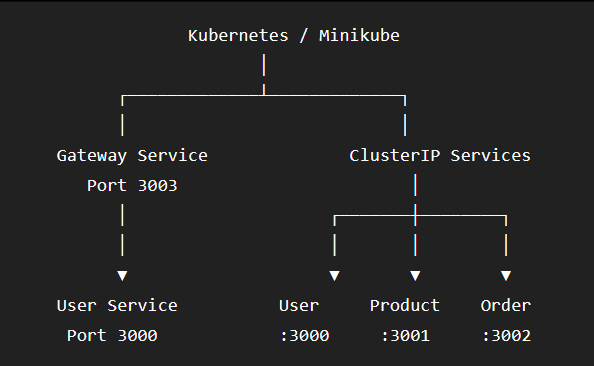 Kubernetes / Minikube
Gateway Service ClusterIP Services
Port 3003
User Service User Product Order
Port 3000 :3000 :3001 :3002